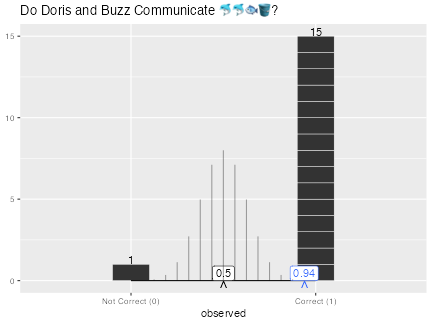 Do Doris and Buzz Communicate 🐬🐬🐟🪣?
15
10
5
0
1
15
0.5
0.94
Not Correct (0)
Correct (1)
observed